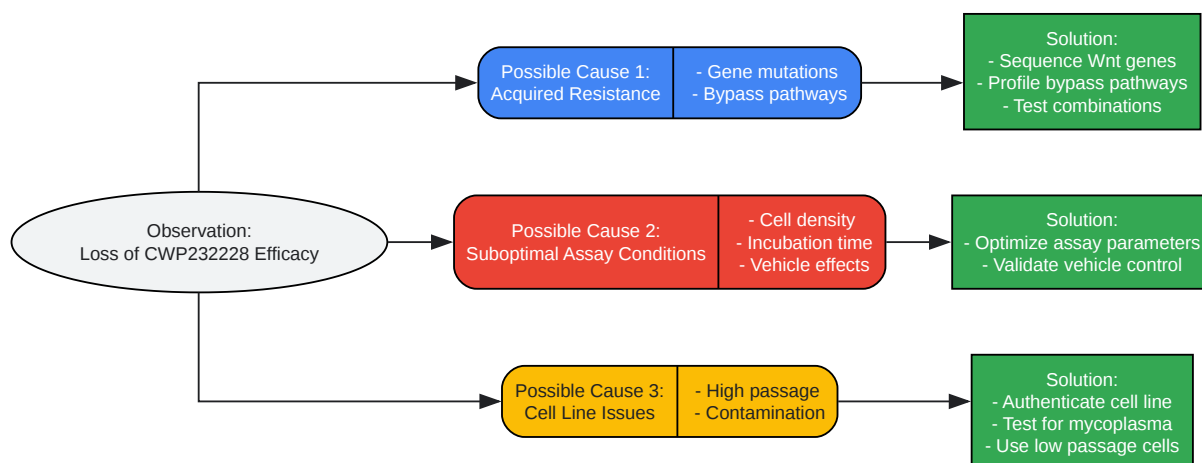 Observation:
Loss of CWP232228 Efficacy
Possible Cause 1:
Acquired Resistance
- Gene mutations
- Bypass pathways
Solution:
- Sequence Wnt genes
- Profile bypass pathways
- Test combinations
Possible Cause 2:
Suboptimal Assay Conditions
- Cell density
- Incubation time
- Vehicle effects
Solution:
- Optimize assay parameters
- Validate vehicle control
Possible Cause 3:
Cell Line Issues
- High passage
- Contamination
Solution:
- Authenticate cell line
- Test for mycoplasma
- Use low passage cells